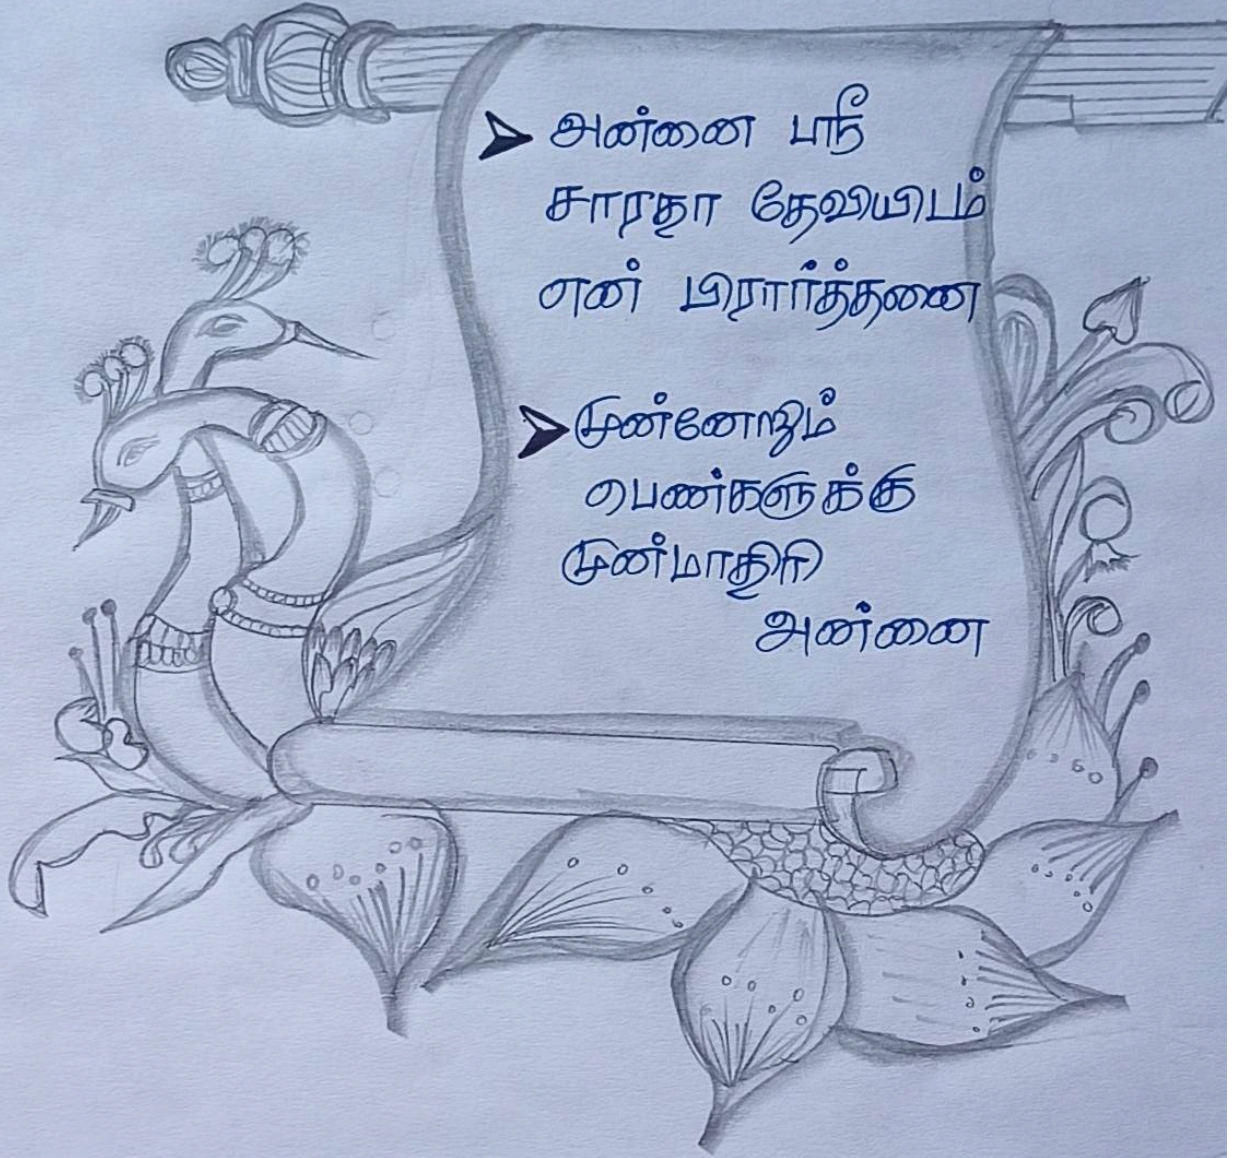 அன்னை ஸ்ரீ
சாரதா தேவியிடம்
என் பிரார்த்தனை
முன்னேறும்
பெண்களுக்கு
முன்மாதிரி
அன்னை